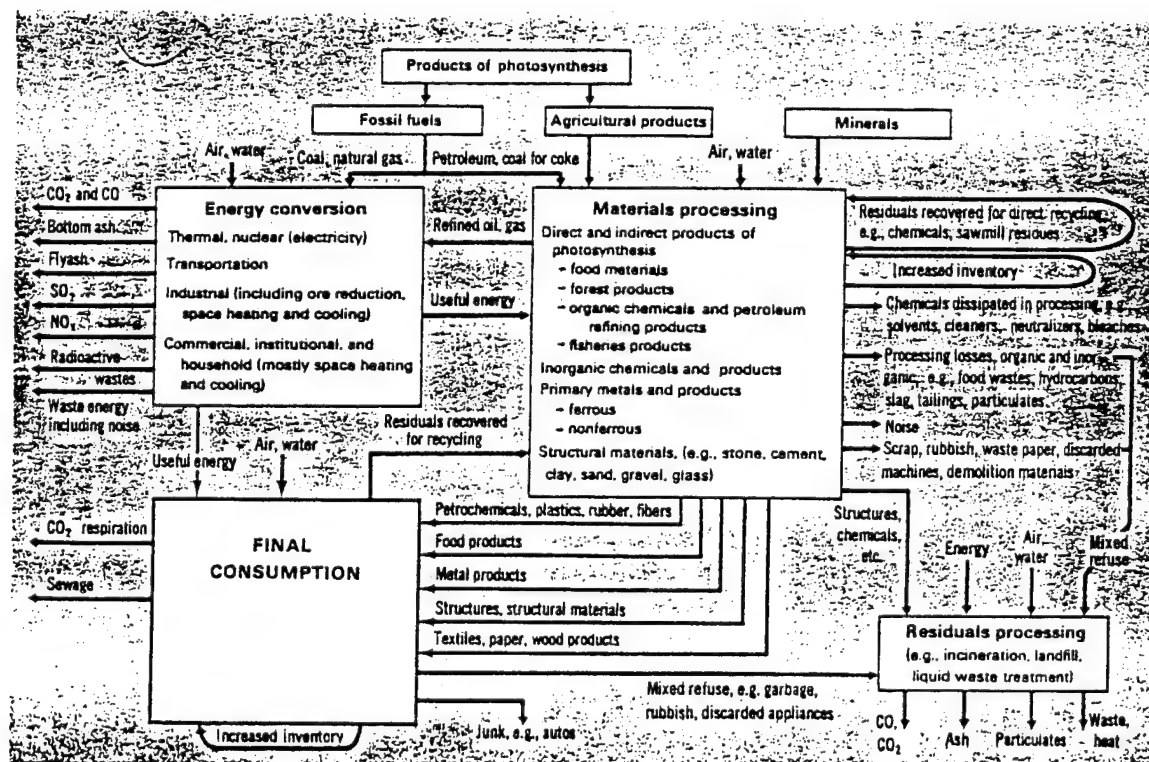 Products of photosynthesis
Fossil fuels
Agricultural products
Minerals
Air, water
Coal, natural gas
Petroleum, coal for coke
Air, water
CO₂ and CO
Bottom ash
Flyash
SO₂
NOₓ
Radioactive
wastes
Waste energy
including noise
Energy conversion
Thermal, nuclear (electricity)
Transportation
Industrial (including ore reduction,
space heating and cooling)
Commercial, institutional, and
household (mostly space heating
and cooling)
Refined oil, gas
Useful energy
Materials processing
Direct and indirect products of
photosynthesis
– food materials
– forest products
– organic chemicals and petroleum
refining products
– fisheries products
Inorganic chemicals and products
Primary metals and products
– ferrous
– nonferrous
Structural materials, (e.g., stone, cement,
clay, sand, gravel, glass)
Residuals recovered for direct recycling
e.g., chemicals, sawmill residues
Increased inventory
Chemicals dissipated in processing, e.g.
solvents, cleaners, neutralizers, bleaches
Processing losses, organic and inor-
ganic, e.g., food wastes, hydrocarbons,
slag, tailings, particulates
Noise
Scrap, rubbish, waste paper, discarded
machines, demolition materials
Useful energy
Air, water
Residuals recovered
for recycling
CO₂ respiration
Sewage
FINAL
CONSUMPTION
Petrochemicals, plastics, rubber, fibers
Food products
Metal products
Structures, structural materials
Textiles, paper, wood products
Structures,
chemicals,
etc.
Energy
Air,
water
Mixed
refuse
Residuals processing
(e.g., incineration, landfill,
liquid waste treatment)
Mixed refuse, e.g. garbage,
rubbish, discarded appliances
Increased inventory
Junk, e.g., autos
CO,
CO₂
Ash
Particulates
Waste,
heat